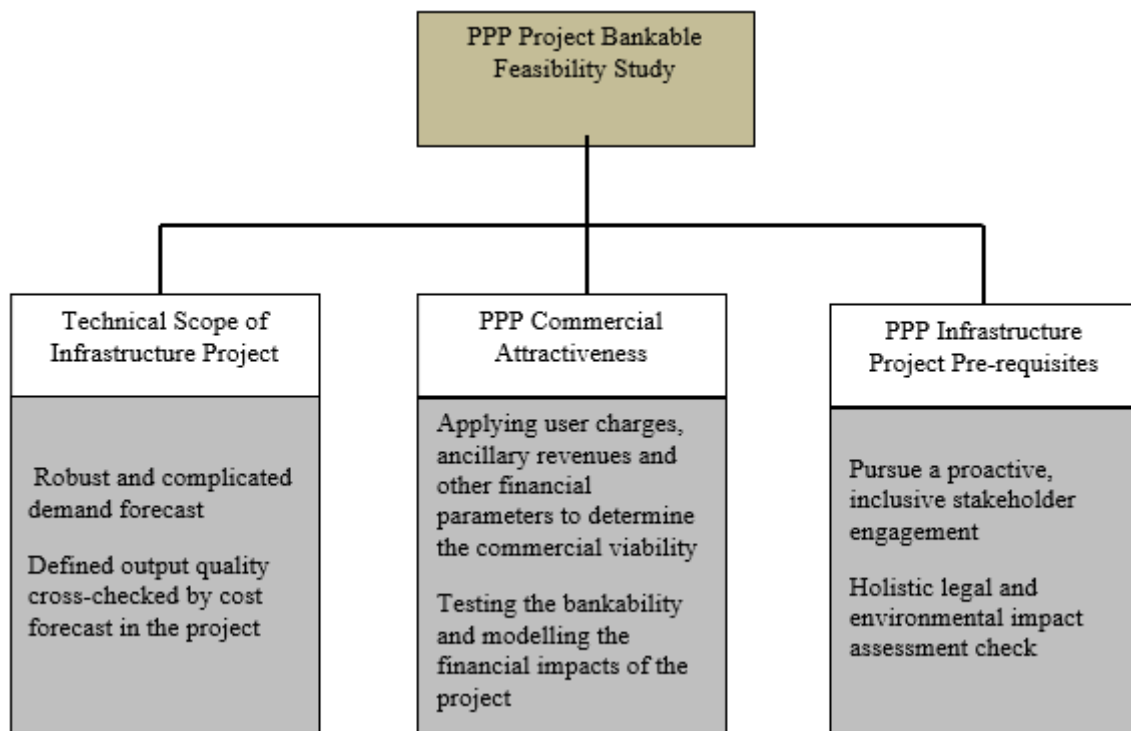 PPP Project Bankable
Feasibility Study
Technical Scope of
Infrastructure Project
Robust and complicated
demand forecast
Defined output quality
cross-checked by cost
forecast in the project
PPP Commercial
Attractiveness
Applying user charges,
ancillary revenues and
other financial
parameters to determine
the commercial viability
Testing the bankability
and modelling the
financial impacts of the
project
PPP Infrastructure
Project Pre-requisites
Pursue a proactive,
inclusive stakeholder
engagement
Holistic legal and
environmental impact
assessment check